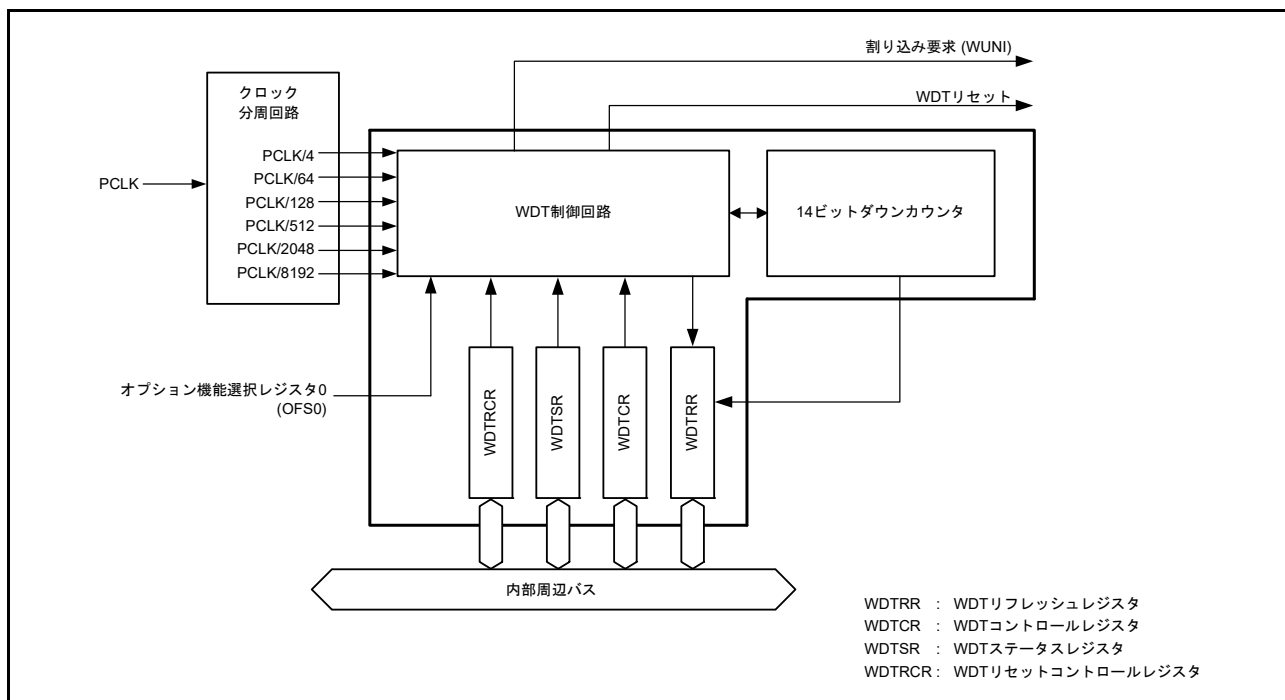 割り込み要求 (WUNI)
WDTリセット
クロック
分周回路
PCLK
PCLK/4
PCLK/64
PCLK/128
PCLK/512
PCLK/2048
PCLK/8192
WDT制御回路
14ビットダウンカウンタ
オプション機能選択レジスタ0
(OFS0)
WDTRCR
WDTSR
WDTCR
WDTRR
内部周辺バス
WDTRR : WDTリフレッシュレジスタ
WDTCR : WDTコントロールレジスタ
WDTSR : WDTステータスレジスタ
WDTRCR : WDTリセットコントロールレジスタ